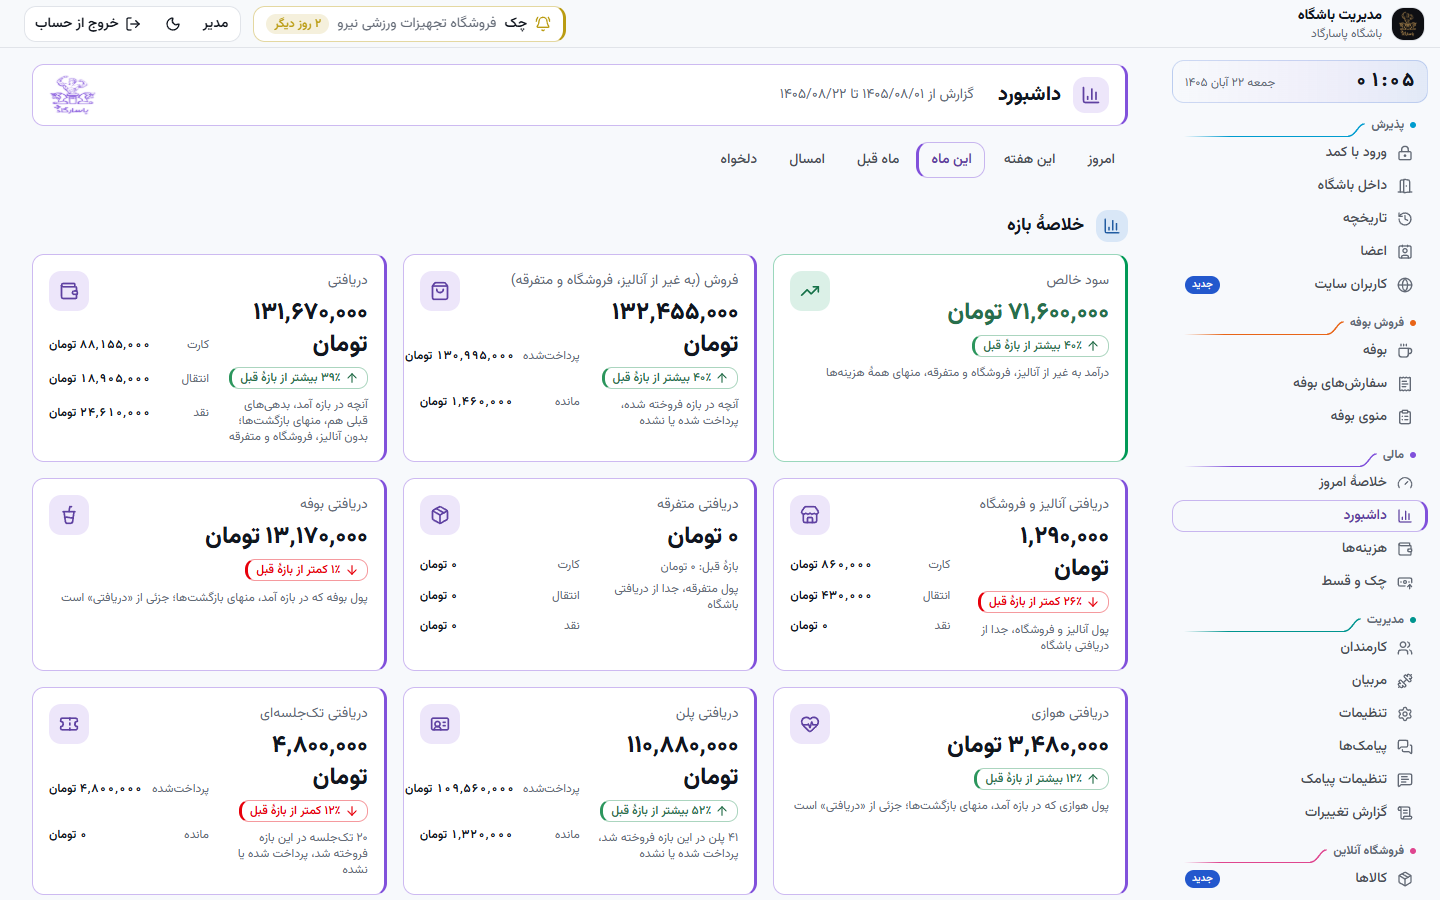 مدیریت باشگاه
باشگاه پاسارگاد
چک فروشگاه تجهیزات ورزشی نیرو ۲ روز دیگر
مدیر
خروج از حساب
۰۱:۰۵
جمعه ۲۲ آبان ۱۴۰۵
پذیرش
ورود با کمد
داخل باشگاه
تاریخچه
اعضا
کاربران سایت جدید
فروش بوفه
بوفه
سفارش‌های بوفه
منوی بوفه
مالی
خلاصهٔ امروز
داشبورد
هزینه‌ها
چک و قسط
مدیریت
کارمندان
مربیان
تنظیمات
پیامک‌ها
تنظیمات پیامک
گزارش تغییرات
فروشگاه آنلاین
کالاها جدید
داشبورد گزارش از ۱۴۰۵/۰۸/۰۱ تا ۱۴۰۵/۰۸/۲۲
پاسارگاد
امروز این هفته این ماه ماه قبل امسال دلخواه
خلاصهٔ بازه
سود خالص
۷۱,۶۰۰,۰۰۰ تومان
۴۰٪ بیشتر از بازهٔ قبل
درآمد به غیر از آنالیز، فروشگاه و متفرقه، منهای همهٔ هزینه‌ها
فروش (به غیر از آنالیز، فروشگاه و متفرقه)
۱۳۲,۴۵۵,۰۰۰
تومان
۴۰٪ بیشتر از بازهٔ قبل
آنچه در بازه فروخته شده،
پرداخت شده یا نشده
پرداخت‌شده ۱۳۰,۹۹۵,۰۰۰ تومان
مانده ۱,۴۶۰,۰۰۰ تومان
دریافتی
۱۳۱,۶۷۰,۰۰۰
تومان
۳۹٪ بیشتر از بازهٔ قبل
آنچه در بازه آمد، بدهی‌های
قبلی هم، منهای بازگشت‌ها؛
بدون آنالیز، فروشگاه و متفرقه
کارت ۸۸,۱۵۵,۰۰۰ تومان
انتقال ۱۸,۹۰۵,۰۰۰ تومان
نقد ۲۴,۶۱۰,۰۰۰ تومان
دریافتی آنالیز و فروشگاه
۱,۲۹۰,۰۰۰
تومان
۲۶٪ کمتر از بازهٔ قبل
پول آنالیز و فروشگاه، جدا از
دریافتی باشگاه
کارت ۸۶۰,۰۰۰ تومان
انتقال ۴۳۰,۰۰۰ تومان
نقد ۰ تومان
دریافتی متفرقه
۰ تومان
بازهٔ قبل: ۰ تومان
پول متفرقه، جدا از دریافتی
باشگاه
کارت ۰ تومان
انتقال ۰ تومان
نقد ۰ تومان
دریافتی بوفه
۱۳,۱۷۰,۰۰۰ تومان
۱٪ کمتر از بازهٔ قبل
پول بوفه که در بازه آمد، منهای بازگشت‌ها؛ جزئی از «دریافتی» است
دریافتی هوازی
۳,۴۸۰,۰۰۰ تومان
۱۲٪ بیشتر از بازهٔ قبل
پول هوازی که در بازه آمد، منهای بازگشت‌ها؛ جزئی از «دریافتی» است
دریافتی پلن
۱۱۰,۸۸۰,۰۰۰
تومان
۵۲٪ بیشتر از بازهٔ قبل
۴۱ پلن در این بازه فروخته شد،
پرداخت شده یا نشده
پرداخت‌شده ۱۰۹,۵۶۰,۰۰۰ تومان
مانده ۱,۳۲۰,۰۰۰ تومان
دریافتی تک‌جلسه‌ای
۴,۸۰۰,۰۰۰
تومان
۱۲٪ کمتر از بازهٔ قبل
۲۰ تک‌جلسه در این بازه
فروخته شد، پرداخت شده یا
نشده
پرداخت‌شده ۴,۸۰۰,۰۰۰ تومان
مانده ۰ تومان